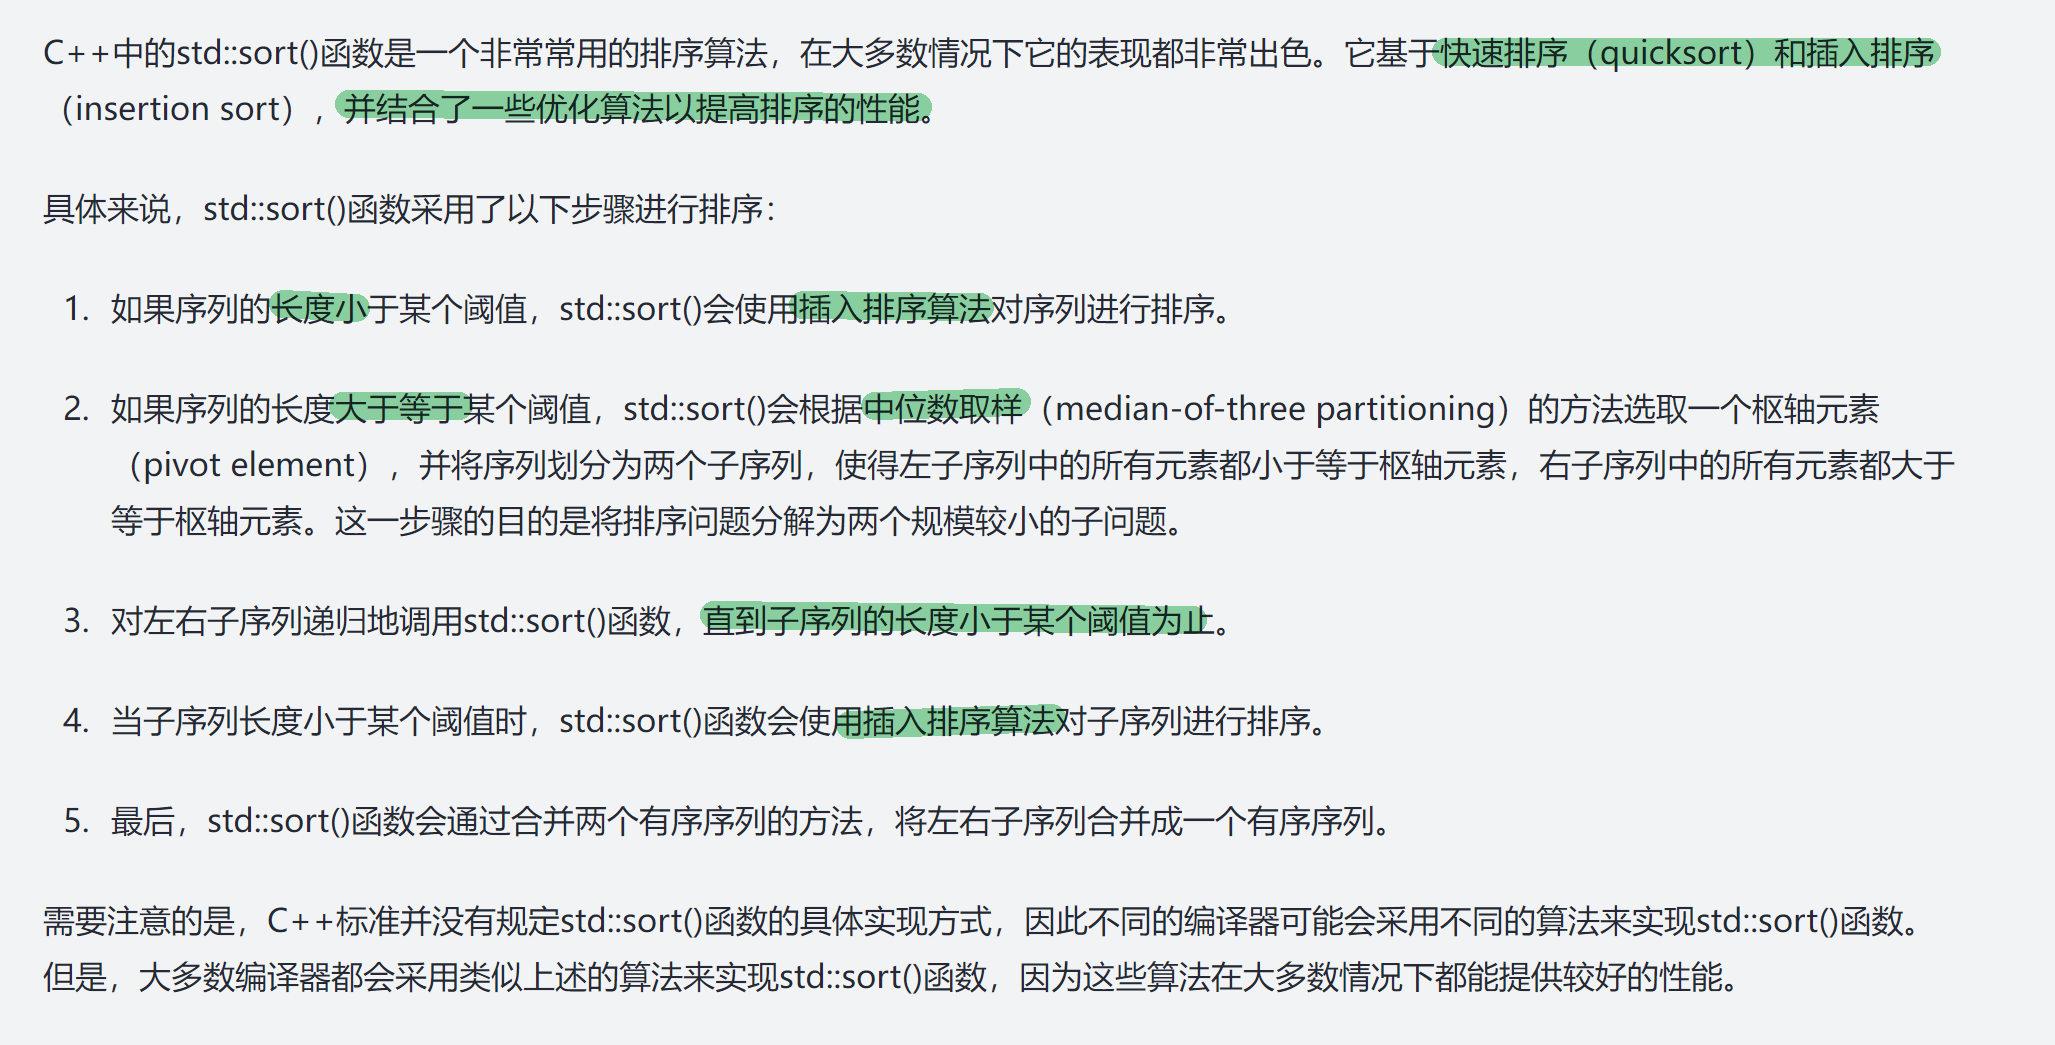 C++中的std::sort()函数是一个非常常用的排序算法，在大多数情况下它的表现都非常出色。它基于快速排序（quicksort）和插入排序
（insertion sort），并结合了一些优化算法以提高排序的性能。
具体来说，std::sort()函数采用了以下步骤进行排序：
1. 如果序列的长度小于某个阈值，std::sort()会使用插入排序算法对序列进行排序。
2. 如果序列的长度大于等于某个阈值，std::sort()会根据中位数取样（median-of-three partitioning）的方法选取一个枢轴元素
（pivot element），并将序列划分为两个子序列，使得左子序列中的所有元素都小于等于枢轴元素，右子序列中的所有元素都大于
等于枢轴元素。这一步骤的目的是将排序问题分解为两个规模较小的子问题。
3. 对左右子序列递归地调用std::sort()函数，直到子序列的长度小于某个阈值为止。
4. 当子序列长度小于某个阈值时，std::sort()函数会使用插入排序算法对子序列进行排序。
5. 最后，std::sort()函数会通过合并两个有序序列的方法，将左右子序列合并成一个有序序列。
需要注意的是，C++标准并没有规定std::sort()函数的具体实现方式，因此不同的编译器可能会采用不同的算法来实现std::sort()函数。
但是，大多数编译器都会采用类似上述的算法来实现std::sort()函数，因为这些算法在大多数情况下都能提供较好的性能。